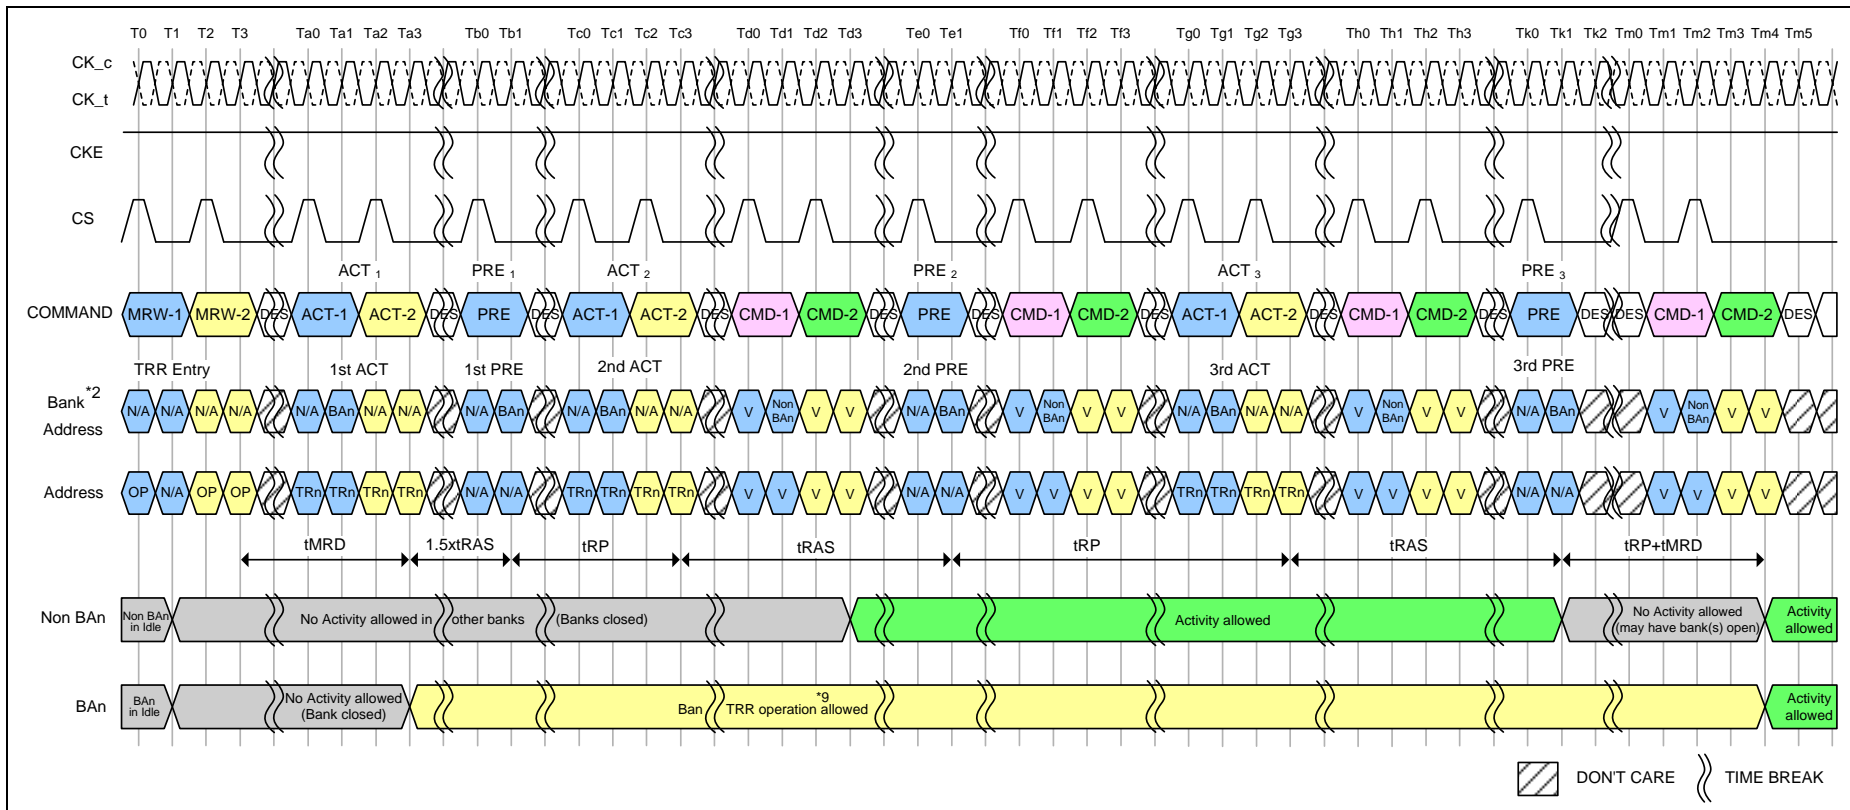 T0 T1 T2 T3 Ta0 Ta1 Ta2 Ta3 Tb0 Tb1 Tc0 Tc1 Tc2 Tc3 Td0 Td1 Td2 Td3 Te0 Te1 Tf0 Tf1 Tf2 Tf3 Tg0 Tg1 Tg2 Tg3 Th0 Th1 Th2 Th3 Tk0 Tk1 Tk2 Tm0 Tm1 Tm2 Tm3 Tm4 Tm5
CK_c
CK_t
CKE
CS
ACT 1 PRE 1 ACT 2 PRE 2 ACT 3 PRE 3
COMMAND MRW-1 MRW-2 DES ACT-1 ACT-2 DES PRE DES ACT-1 ACT-2 DES CMD-1 CMD-2 DES PRE DES CMD-1 CMD-2 DES ACT-1 ACT-2 DES CMD-1 CMD-2 DES PRE DES DES CMD-1 CMD-2 DES
TRR Entry 1st ACT 1st PRE 2nd ACT 2nd PRE 3rd ACT 3rd PRE
Bank*2 N/A N/A N/A N/A N/A BAn N/A N/A N/A BAn N/A BAn N/A N/A V Non BAn V V N/A BAn V Non BAn V V N/A BAn N/A N/A V Non BAn V V N/A BAn V Non BAn V V
Address
Address OP N/A OP OP TRn TRn TRn TRn N/A N/A TRn TRn TRn TRn V V V V N/A N/A V V V V TRn TRn TRn TRn V V V V N/A N/A V V V V
tMRD 1.5xtRAS tRP tRAS tRP tRAS tRP+tMRD
Non BAn Non BAn in Idle No Activity allowed in other banks (Banks closed) Activity allowed No Activity allowed (may have bank(s) open) Activity allowed
BAn BAn in Idle No Activity allowed (Bank closed) Ban TRR operation allowed *9 Activity allowed
DON'T CARE TIME BREAK